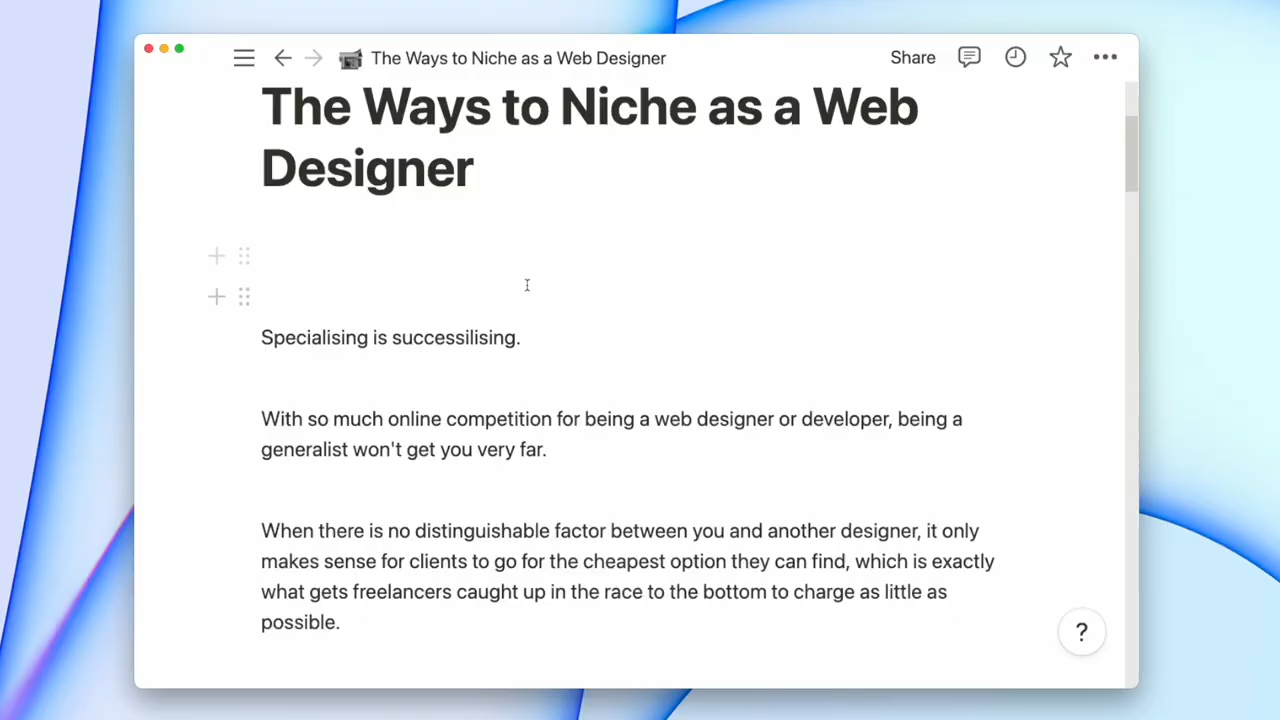 The Ways to Niche as a Web Designer
Share
The Ways to Niche as a Web
Designer
Specialising is successilising.
With so much online competition for being a web designer or developer, being a
generalist won't get you very far.
When there is no distinguishable factor between you and another designer, it only
makes sense for clients to go for the cheapest option they can find, which is exactly
what gets freelancers caught up in the race to the bottom to charge as little as
possible.
?